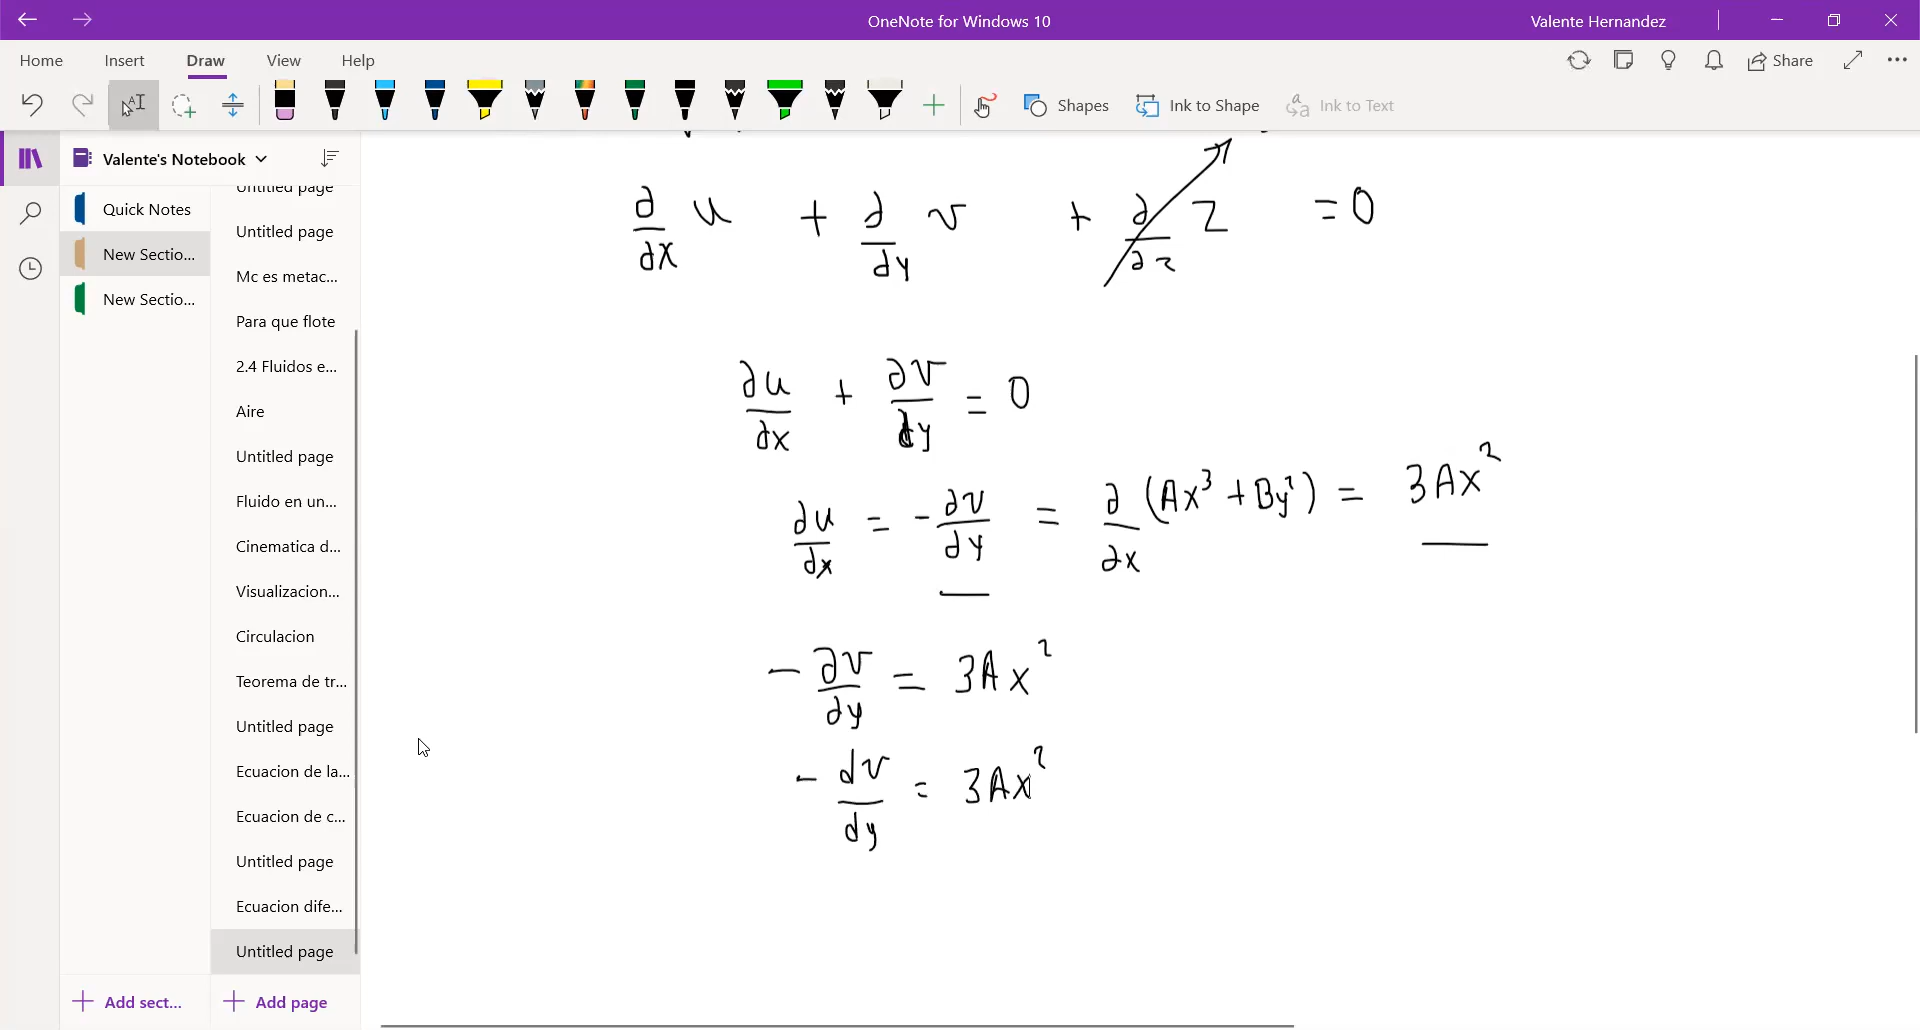 OneNote for Windows 10
Valente Hernandez
Home Insert Draw View Help
Share
Shapes Ink to Shape Ink to Text
Valente's Notebook
Quick Notes
New Sectio...
New Sectio...
Untitled page
Untitled page
Mc es metac...
Para que flote
2.4 Fluidos e...
Aire
Untitled page
Fluido en un...
Cinematica d...
Visualizacion...
Circulacion
Teorema de tr...
Untitled page
Ecuacion de la...
Ecuacion de c...
Untitled page
Ecuacion dife...
Untitled page
Add sect...
Add page
∂/∂x u + ∂/∂y v + ∂/∂z z = 0
∂u/∂x + ∂v/∂y = 0
∂u/∂x = -∂v/∂y = ∂/∂x (Ax³ + By²) = 3Ax²
-∂v/∂y = 3Ax²
-dv/dy = 3Ax²